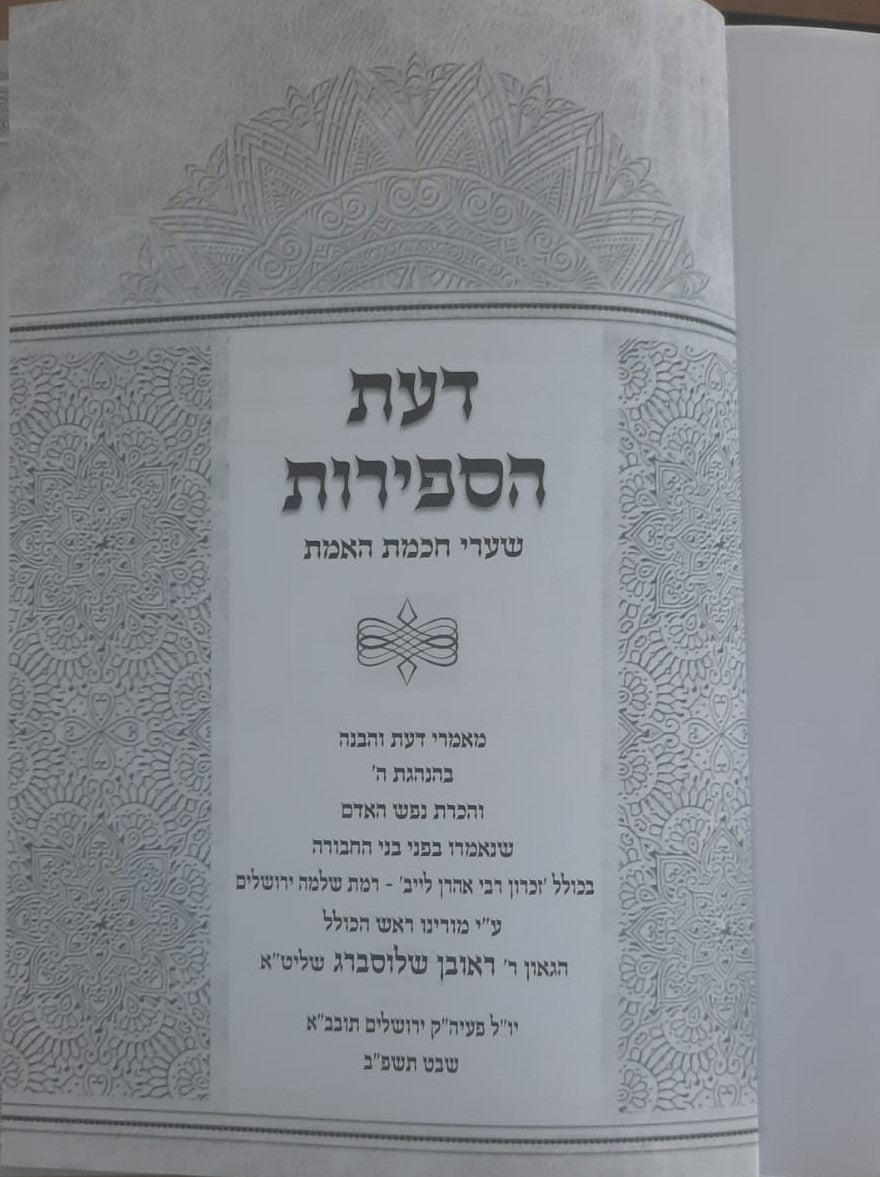 דעת
הספירות
שערי חכמת האמת
מאמרי דעת והבנה
בהנהגת ה'
והכרת נפש האדם
שנאמרו בפני בני החבורה
בכולל 'זכרון רבי אהרן לייב' - רמת שלמה ירושלים
ע"י מורינו ראש הכולל
הגאון ר' ראובן שלוסברג שליט"א
יו"ל פעיה"ק ירושלים תובב"א
שבט תשפ"ב